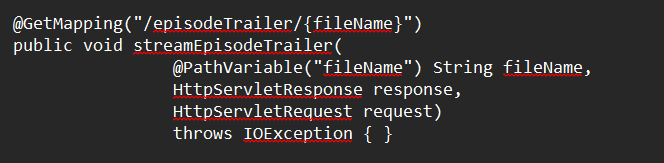 @GetMapping("/episodeTrailer/{fileName}")
public void streamEpisodeTrailer(
@PathVariable("fileName") String fileName,
HttpServletResponse response,
HttpServletRequest request)
throws IOException { }